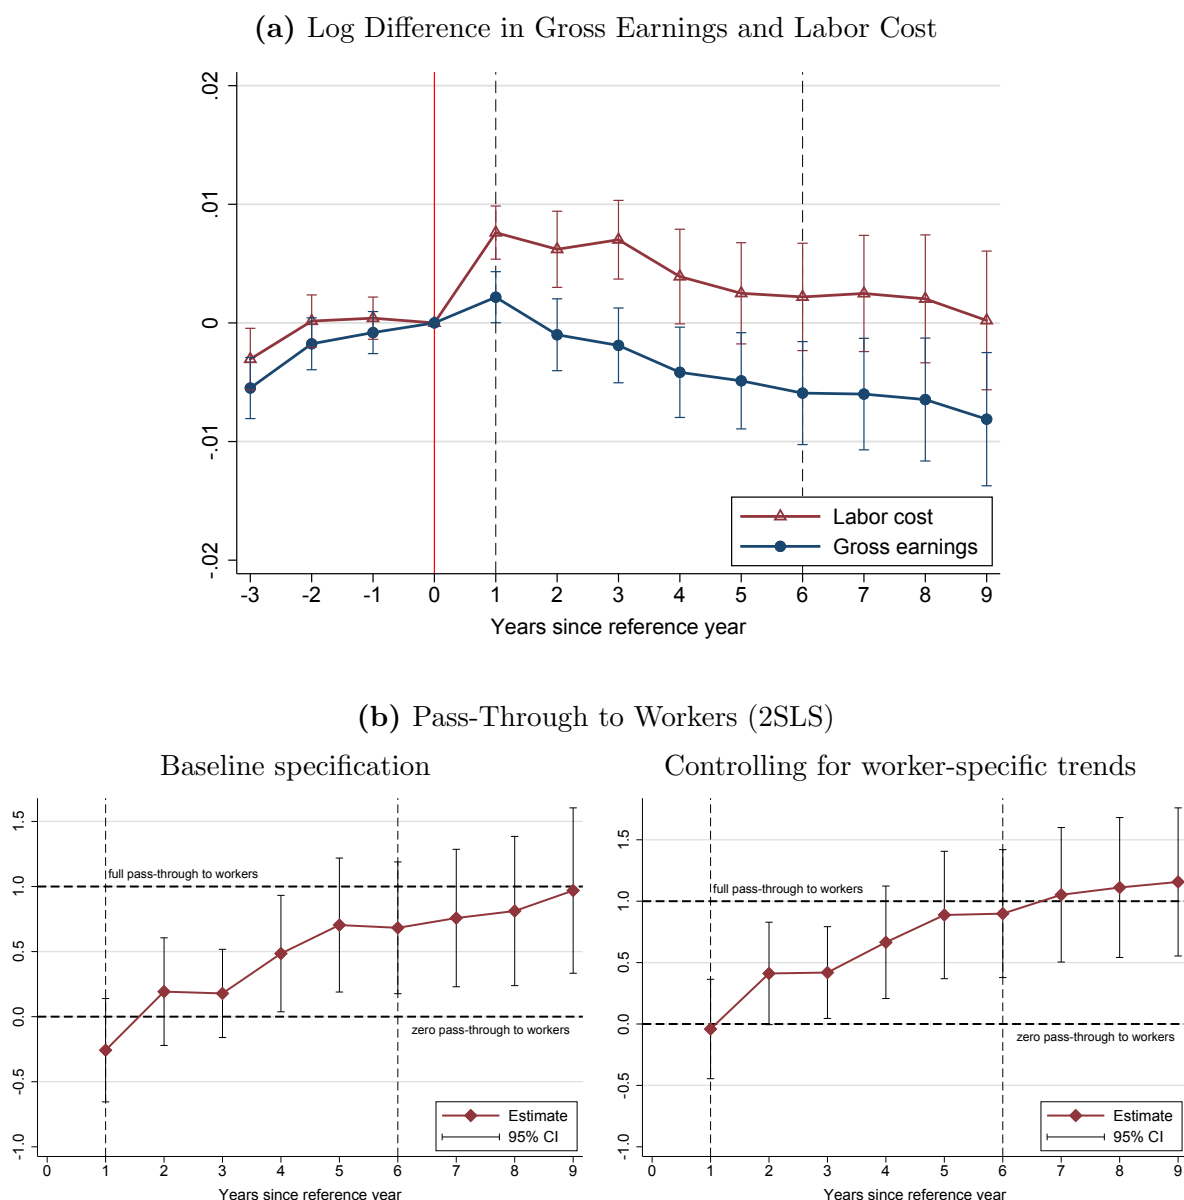 (a) Log Difference in Gross Earnings and Labor Cost
.02
.01
0
-.01
-.02
Labor cost
Gross earnings
-3 -2 -1 0 1 2 3 4 5 6 7 8 9
Years since reference year
(b) Pass-Through to Workers (2SLS)
Baseline specification
1.5
1.0
0.5
0.0
-0.5
-1.0
full pass-through to workers
zero pass-through to workers
Estimate
95% CI
0 1 2 3 4 5 6 7 8 9
Years since reference year
Controlling for worker-specific trends
1.5
1.0
0.5
0.0
-0.5
-1.0
full pass-through to workers
zero pass-through to workers
Estimate
95% CI
0 1 2 3 4 5 6 7 8 9
Years since reference year